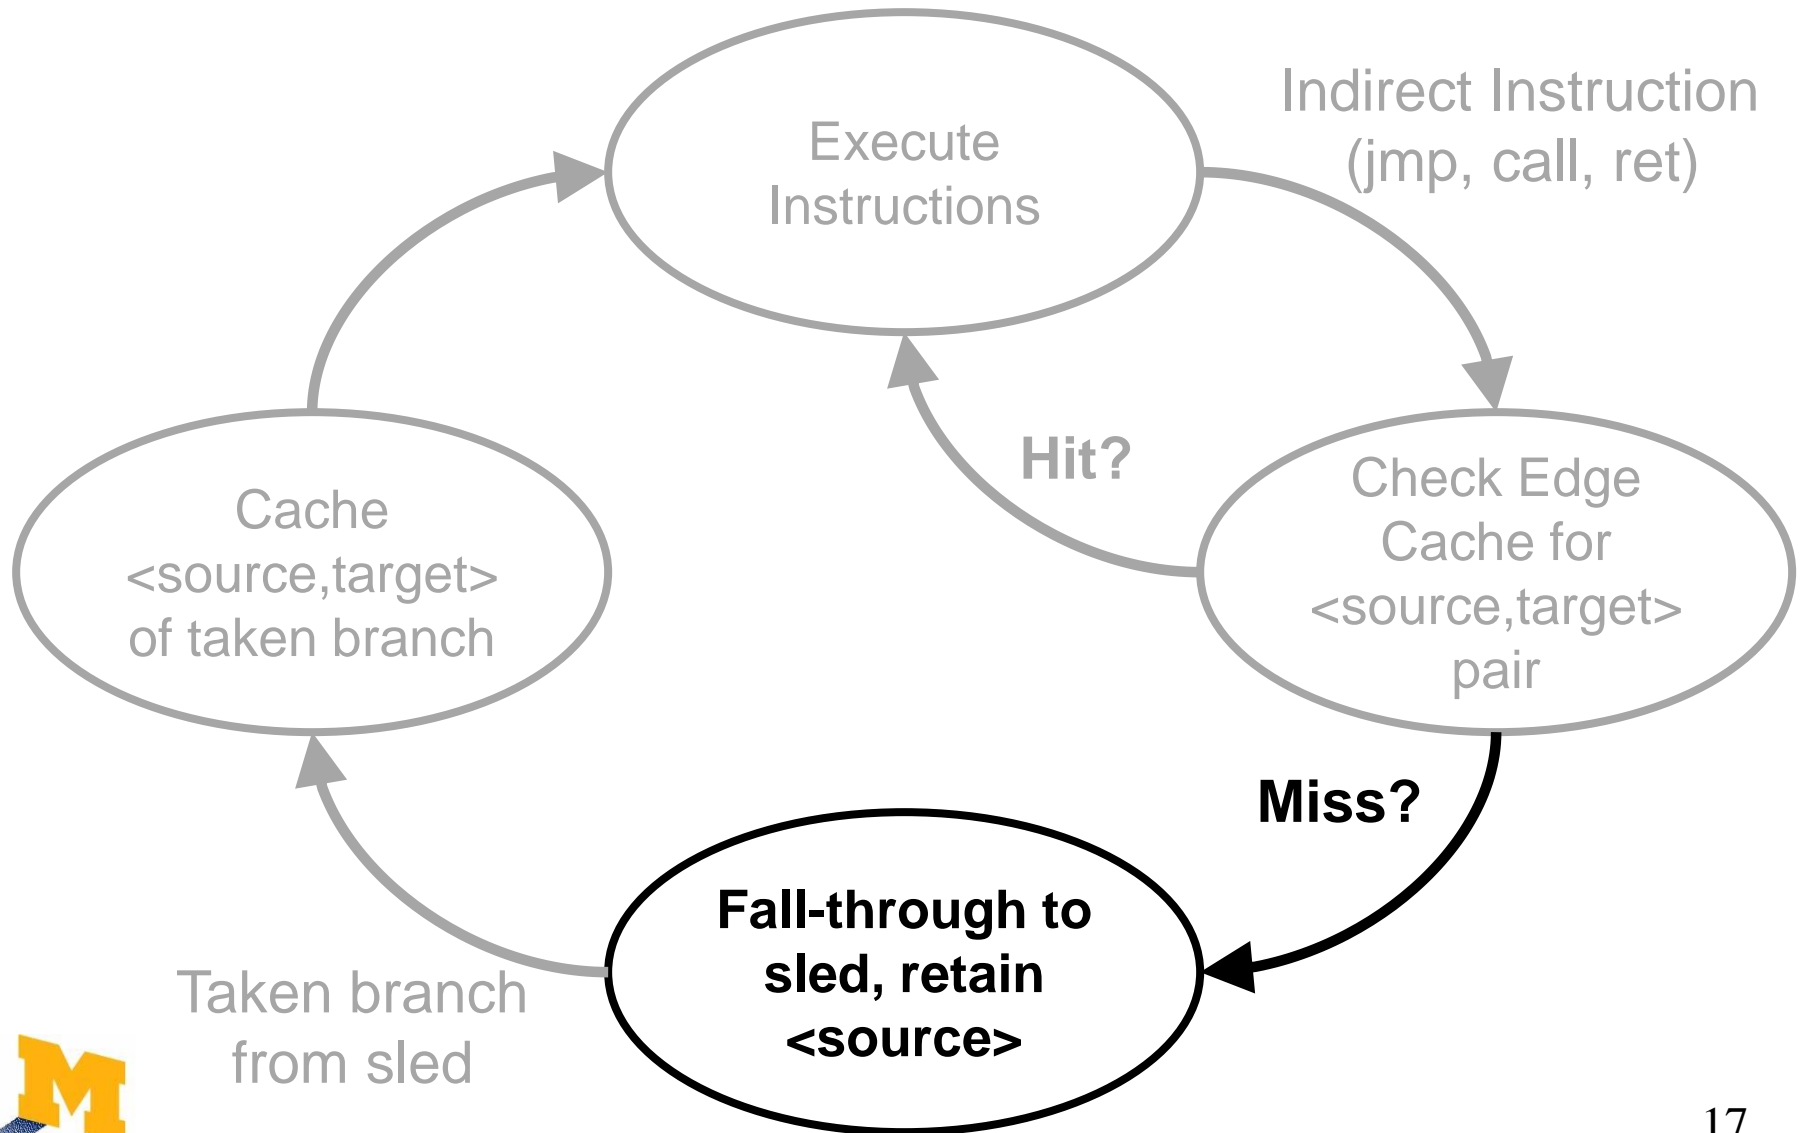 Execute
Instructions
Indirect Instruction
(jmp, call, ret)
Hit?
Check Edge
Cache for
<source,target>
pair
Cache
<source,target>
of taken branch
Miss?
Fall-through to
sled, retain
<source>
Taken branch
from sled
M
17